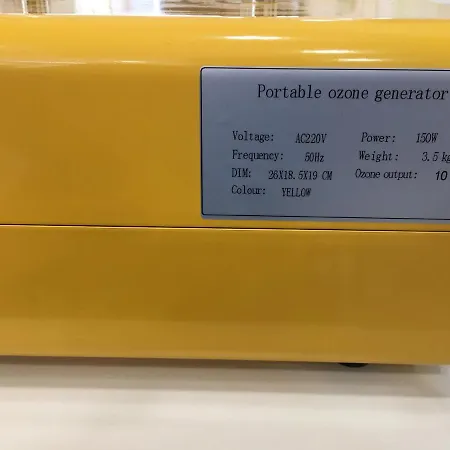 Portable ozone generator
Voltage: AC220V Power: 150W
Frequency: 50Hz Weight: 3.5 kg
DIM: 26X18.5X19 CM Ozone output: 10
Colour: YELLOW